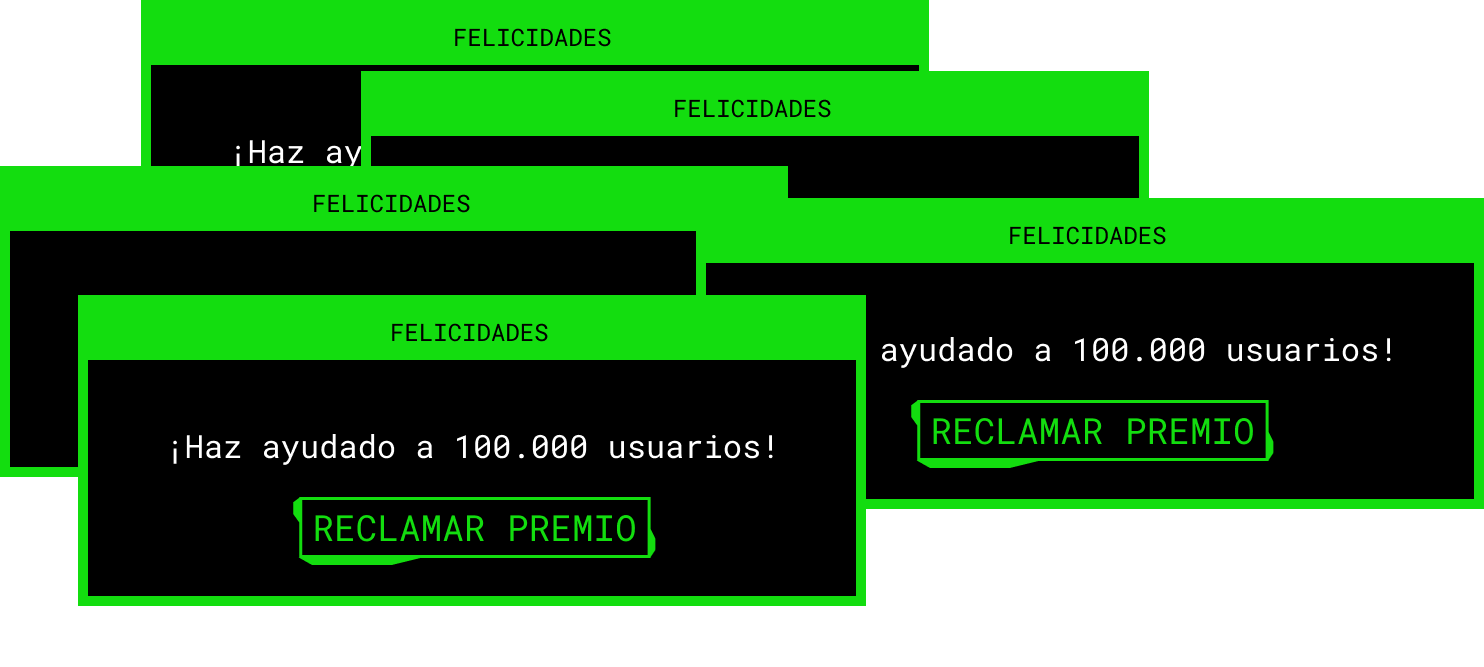 FELICIDADES
¡Haz ay
FELICIDADES
FELICIDADES
FELICIDADES
ayudado a 100.000 usuarios!
RECLAMAR PREMIO
FELICIDADES
¡Haz ayudado a 100.000 usuarios!
RECLAMAR PREMIO